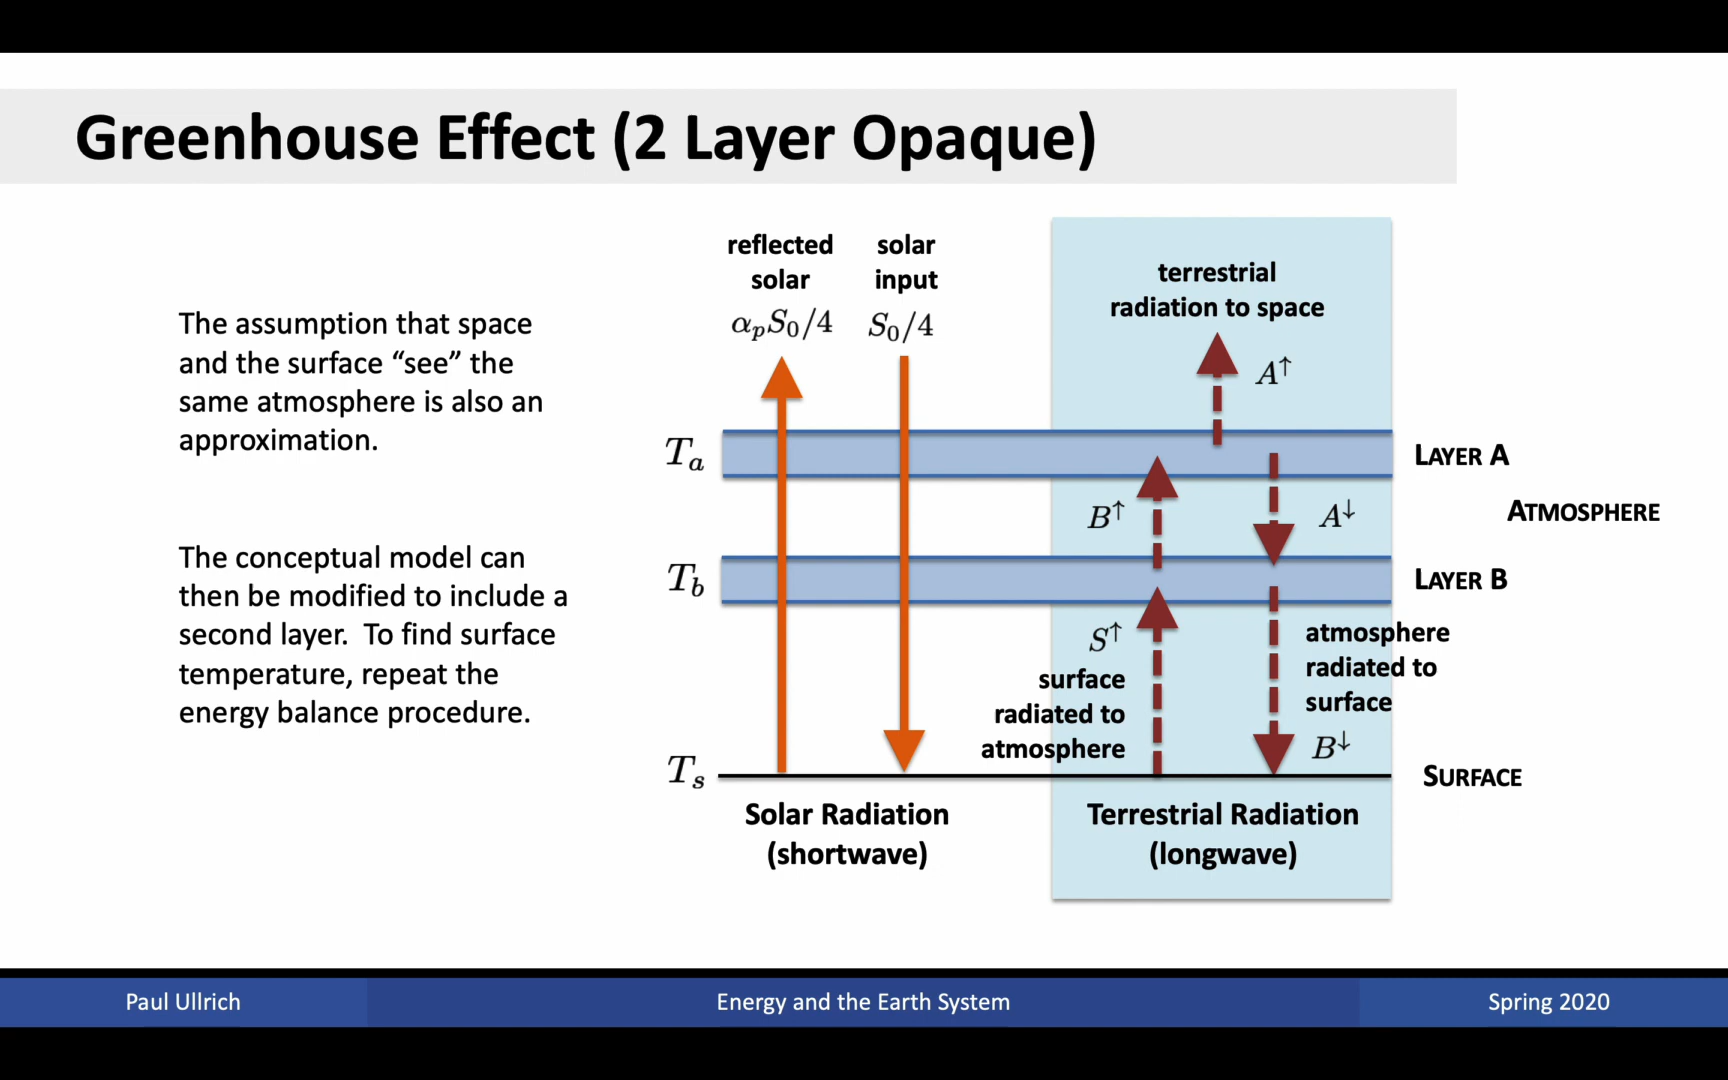 Greenhouse Effect (2 Layer Opaque)
The assumption that space
and the surface “see” the
same atmosphere is also an
approximation.
The conceptual model can
then be modified to include a
second layer.  To find surface
temperature, repeat the
energy balance procedure.
reflected
solar
αₚS₀/4
solar
input
S₀/4
terrestrial
radiation to space
A↑
Tₐ
LAYER A
B↑
A↓
ATMOSPHERE
T_b
LAYER B
S↑
surface
radiated to
atmosphere
atmosphere
radiated to
surface
B↓
Tₛ
SURFACE
Solar Radiation
(shortwave)
Terrestrial Radiation
(longwave)
Paul Ullrich
Energy and the Earth System
Spring 2020